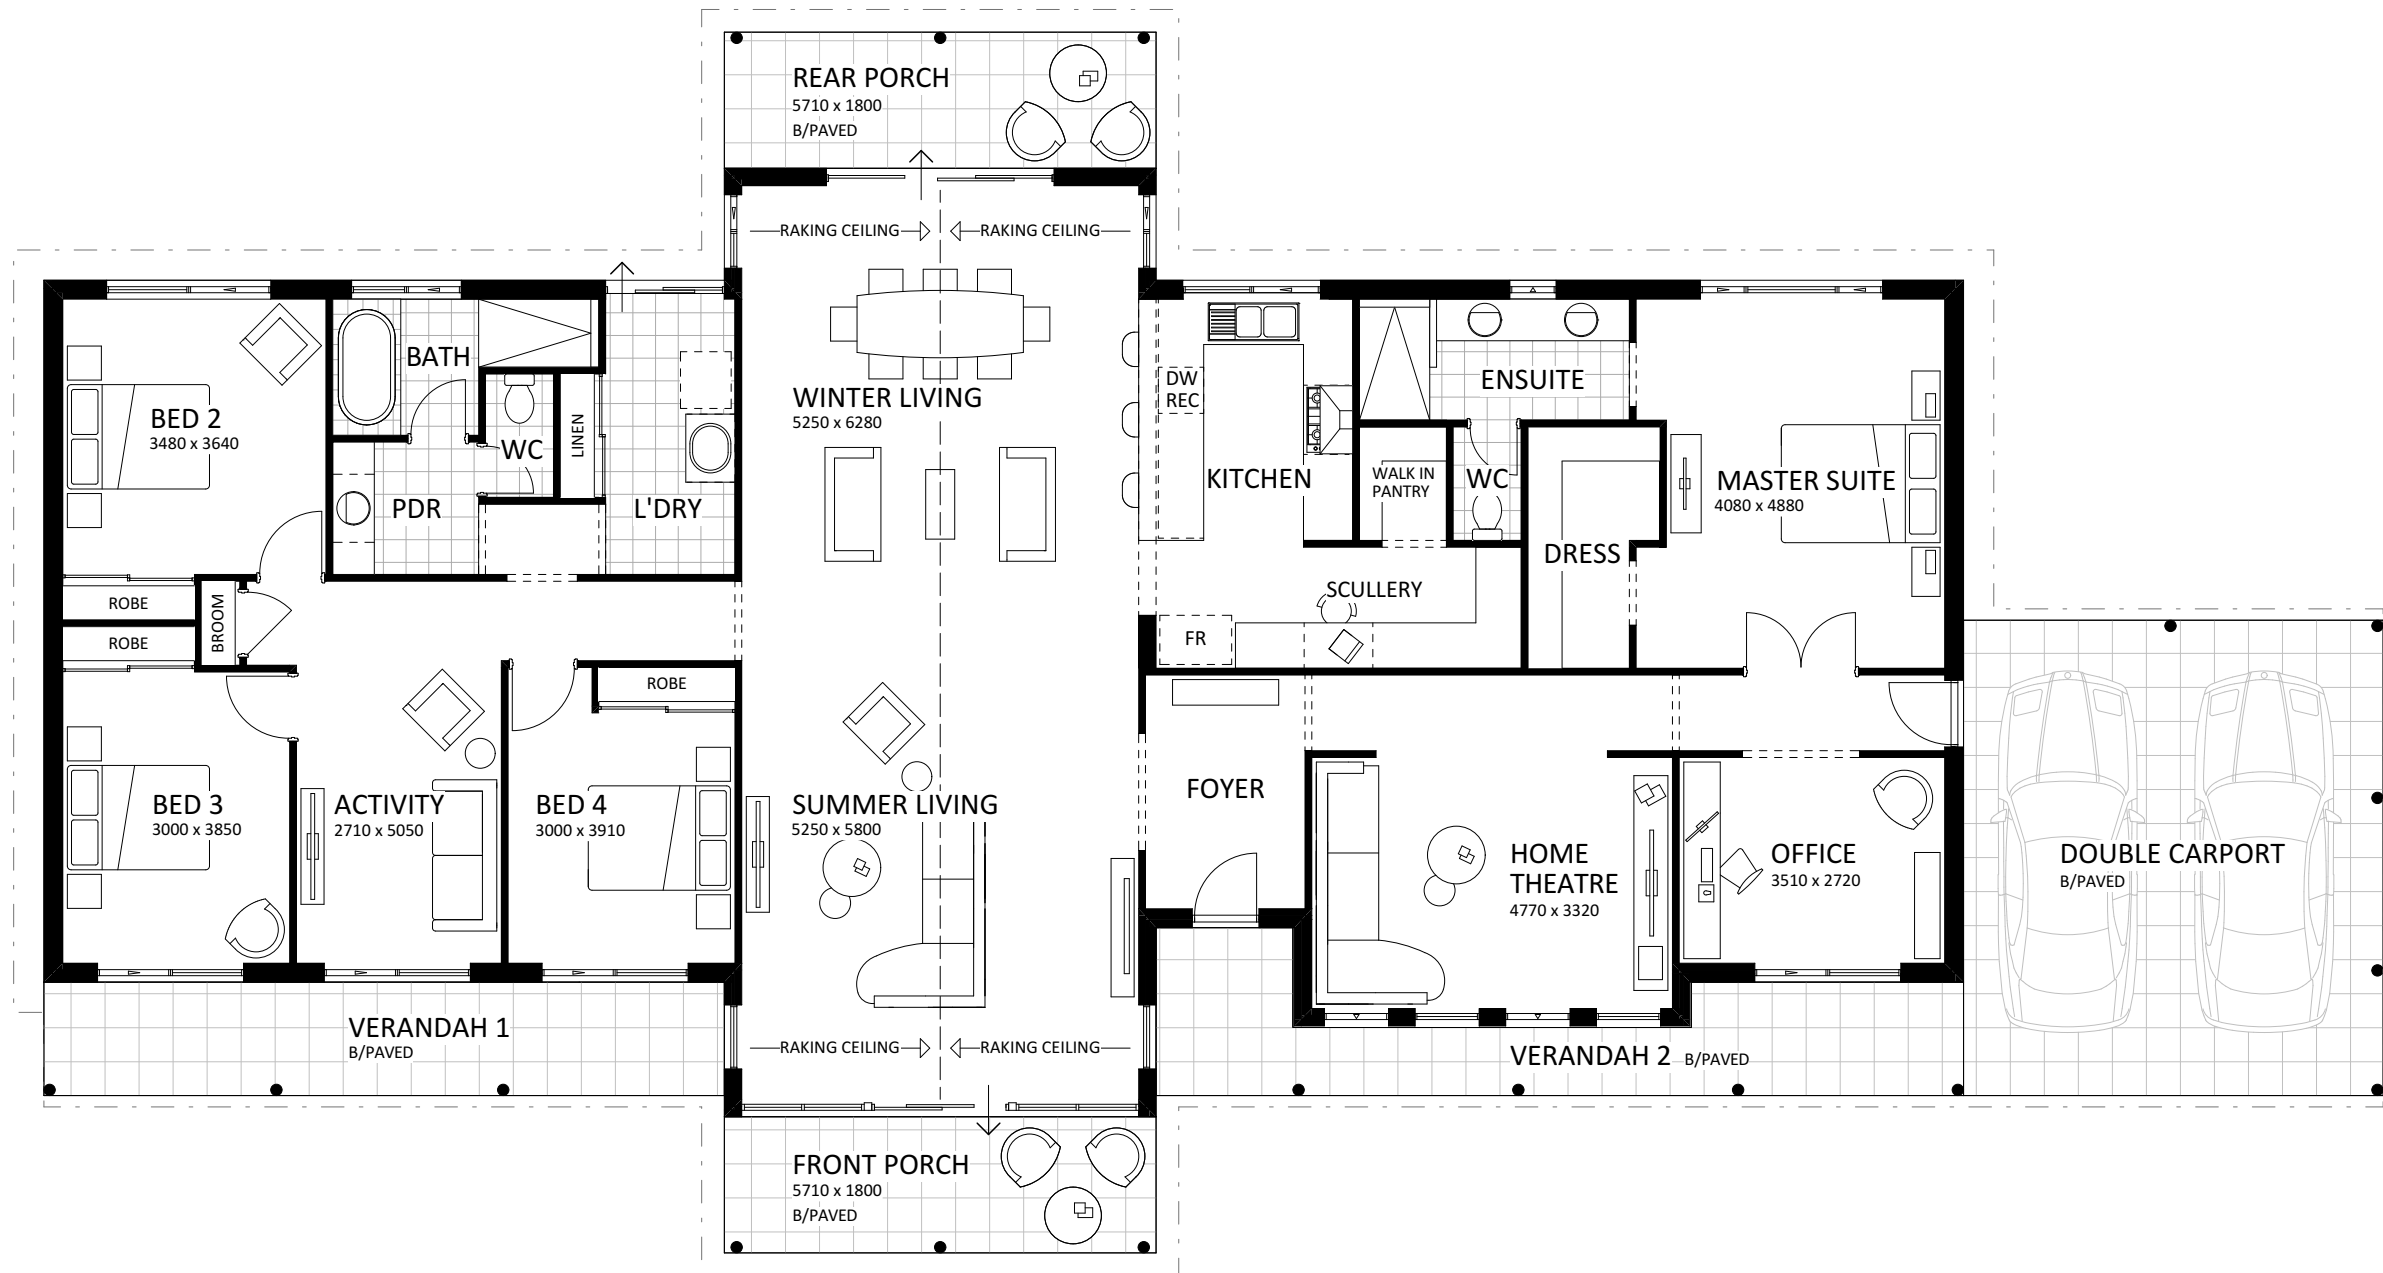 REAR PORCH
5710 x 1800
B/PAVED
RAKING CEILING
RAKING CEILING
BATH
BED 2
3480 x 3640
WC
LINEN
PDR
L'DRY
WINTER LIVING
5250 x 6280
DW
REC
KITCHEN
ENSUITE
WALK IN
PANTRY
WC
MASTER SUITE
4080 x 4880
DRESS
SCULLERY
FR
ROBE
ROBE
BROOM
ROBE
BED 3
3000 x 3850
ACTIVITY
2710 x 5050
BED 4
3000 x 3910
SUMMER LIVING
5250 x 5800
FOYER
HOME
THEATRE
4770 x 3320
OFFICE
3510 x 2720
DOUBLE CARPORT
B/PAVED
VERANDAH 1
B/PAVED
RAKING CEILING
RAKING CEILING
VERANDAH 2 B/PAVED
FRONT PORCH
5710 x 1800
B/PAVED